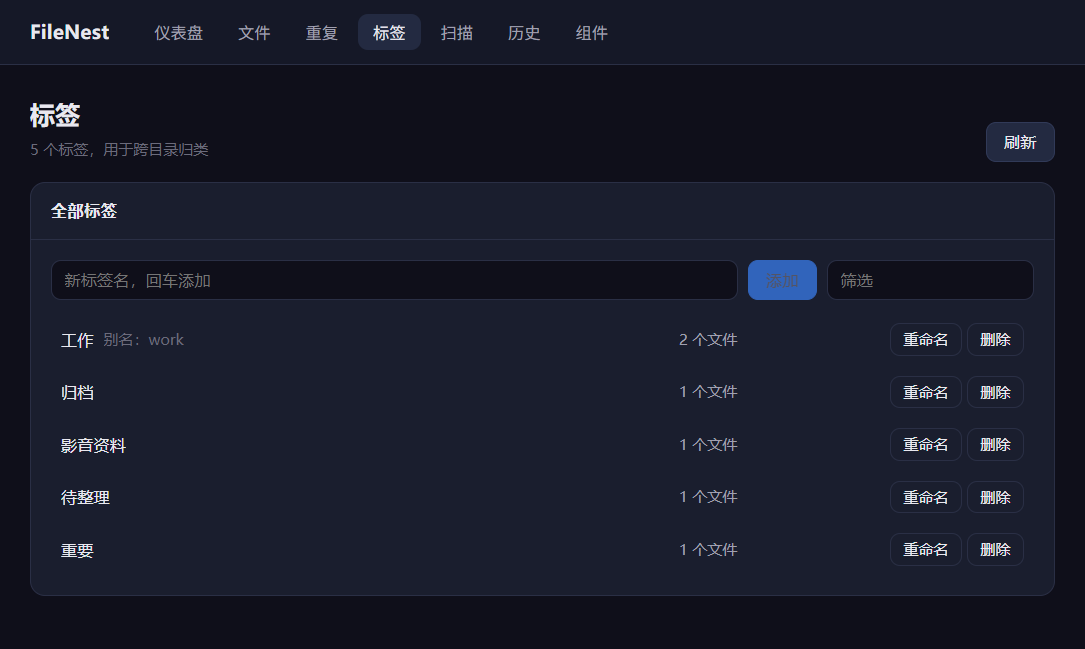 FileNest 仪表盘 文件 重复 标签 扫描 历史 组件
标签
5 个标签，用于跨目录归类
刷新
全部标签
新标签名，回车添加 添加 筛选
工作 别名：work 2 个文件 重命名 删除
归档 1 个文件 重命名 删除
影音资料 1 个文件 重命名 删除
待整理 1 个文件 重命名 删除
重要 1 个文件 重命名 删除